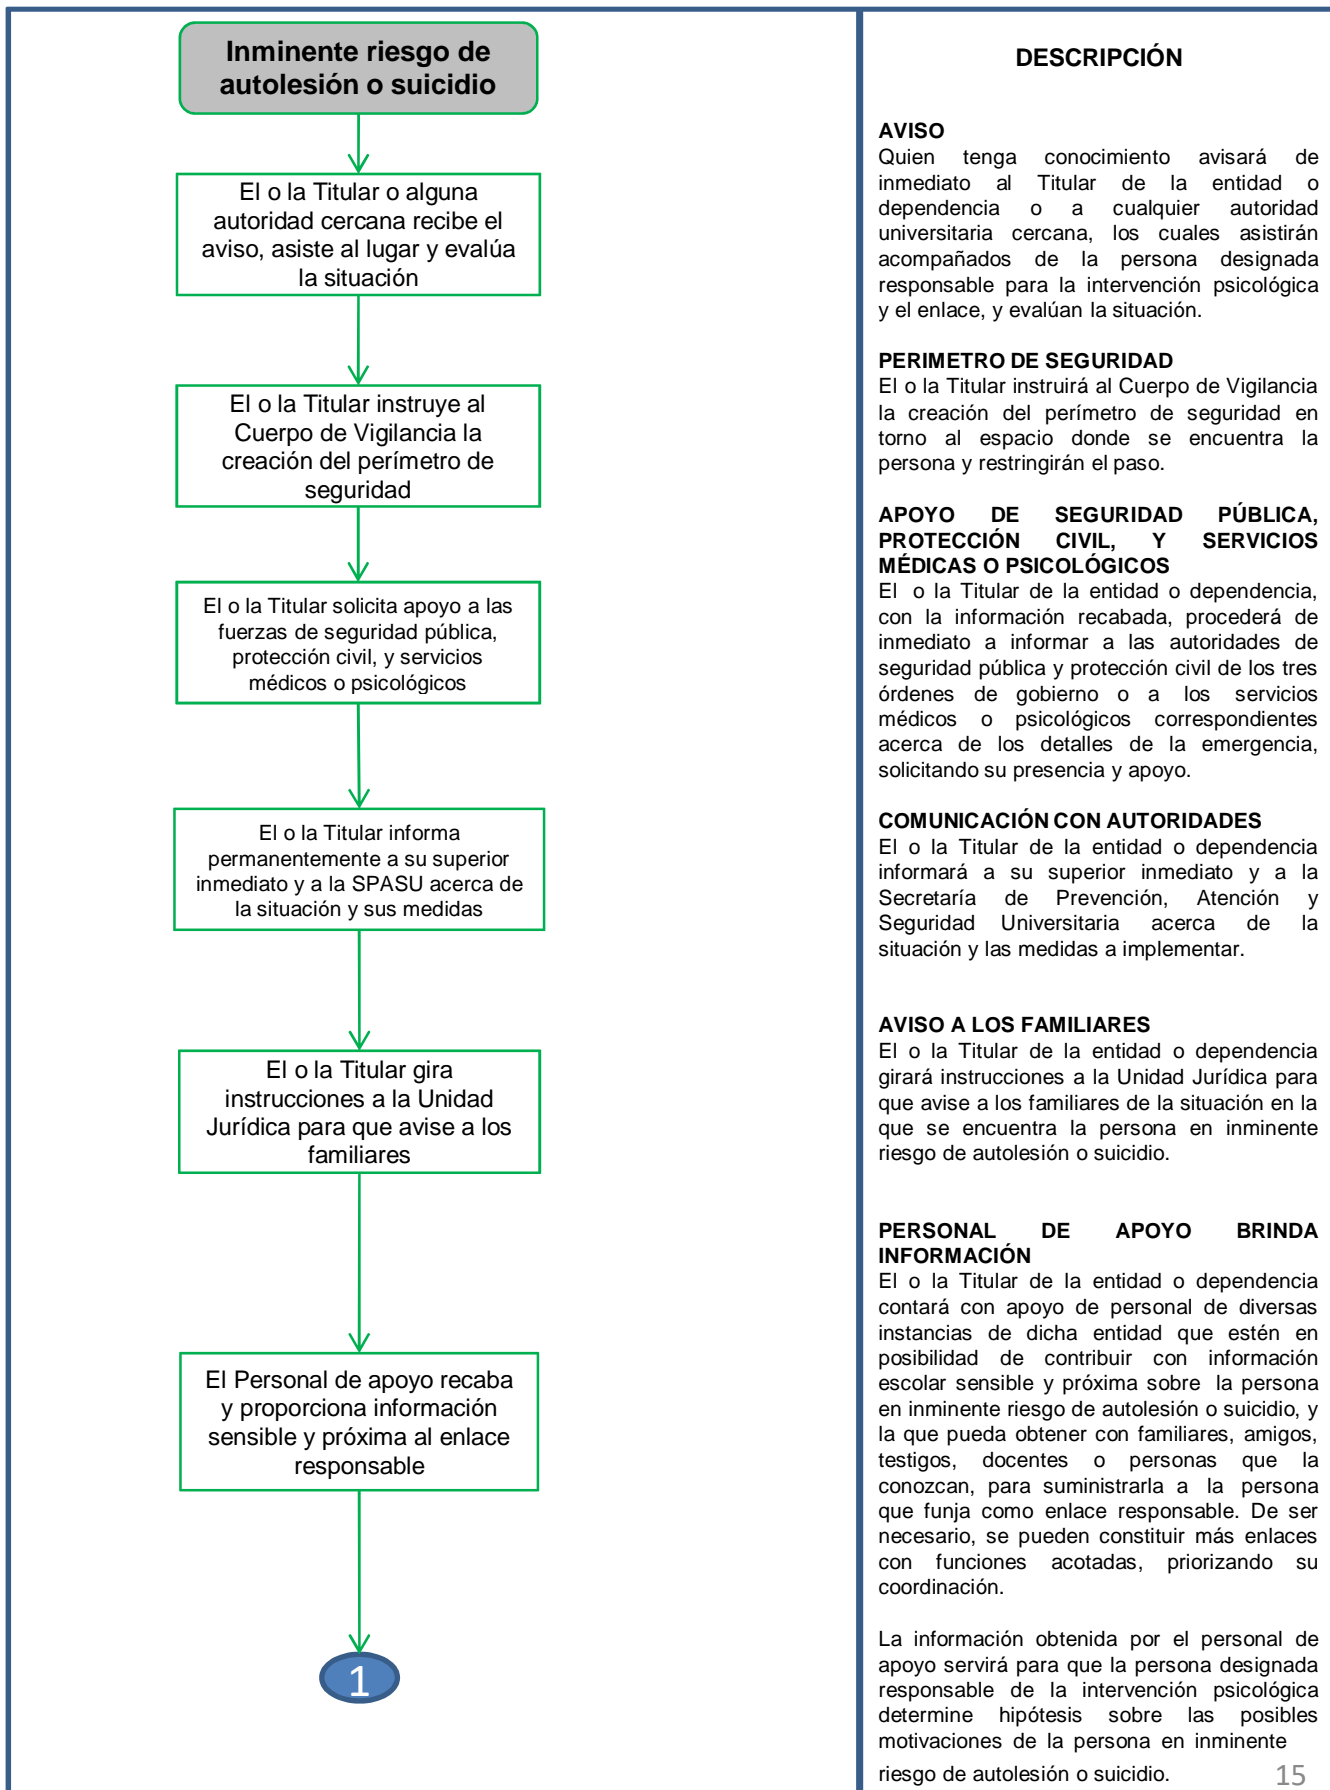 Inminente riesgo de
autolesión o suicidio
El o la Titular o alguna
autoridad cercana recibe el
aviso, asiste al lugar y evalúa
la situación
El o la Titular instruye al
Cuerpo de Vigilancia la
creación del perímetro de
seguridad
El o la Titular solicita apoyo a las
fuerzas de seguridad pública,
protección civil, y servicios
médicos o psicológicos
El o la Titular informa
permanentemente a su superior
inmediato y a la SPASU acerca de
la situación y sus medidas
El o la Titular gira
instrucciones a la Unidad
Jurídica para que avise a los
familiares
El Personal de apoyo recaba
y proporciona información
sensible y próxima al enlace
responsable
1
DESCRIPCIÓN
AVISO
Quien tenga conocimiento avisará de
inmediato al Titular de la entidad o
dependencia o a cualquier autoridad
universitaria cercana, los cuales asistirán
acompañados de la persona designada
responsable para la intervención psicológica
y el enlace, y evalúan la situación.
PERIMETRO DE SEGURIDAD
El o la Titular instruirá al Cuerpo de Vigilancia
la creación del perímetro de seguridad en
torno al espacio donde se encuentra la
persona y restringirán el paso.
APOYO DE SEGURIDAD PÚBLICA,
PROTECCIÓN CIVIL, Y SERVICIOS
MÉDICAS O PSICOLÓGICOS
El o la Titular de la entidad o dependencia,
con la información recabada, procederá de
inmediato a informar a las autoridades de
seguridad pública y protección civil de los tres
órdenes de gobierno o a los servicios
médicos o psicológicos correspondientes
acerca de los detalles de la emergencia,
solicitando su presencia y apoyo.
COMUNICACIÓN CON AUTORIDADES
El o la Titular de la entidad o dependencia
informará a su superior inmediato y a la
Secretaría de Prevención, Atención y
Seguridad Universitaria acerca de la
situación y las medidas a implementar.
AVISO A LOS FAMILIARES
El o la Titular de la entidad o dependencia
girará instrucciones a la Unidad Jurídica para
que avise a los familiares de la situación en la
que se encuentra la persona en inminente
riesgo de autolesión o suicidio.
PERSONAL DE APOYO BRINDA
INFORMACIÓN
El o la Titular de la entidad o dependencia
contará con apoyo de personal de diversas
instancias de dicha entidad que estén en
posibilidad de contribuir con información
escolar sensible y próxima sobre la persona
en inminente riesgo de autolesión o suicidio, y
la que pueda obtener con familiares, amigos,
testigos, docentes o personas que la
conozcan, para suministrarla a la persona
que funja como enlace responsable. De ser
necesario, se pueden constituir más enlaces
con funciones acotadas, priorizando su
coordinación.
La información obtenida por el personal de
apoyo servirá para que la persona designada
responsable de la intervención psicológica
determine hipótesis sobre las posibles
motivaciones de la persona en inminente
riesgo de autolesión o suicidio.
15